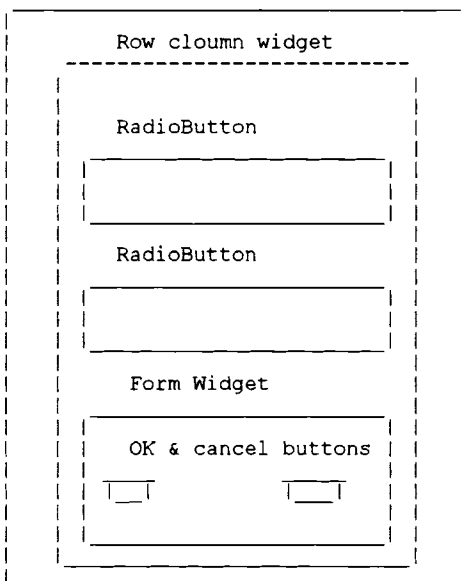 Row cloumn widget
RadioButton
RadioButton
Form Widget
OK & cancel buttons